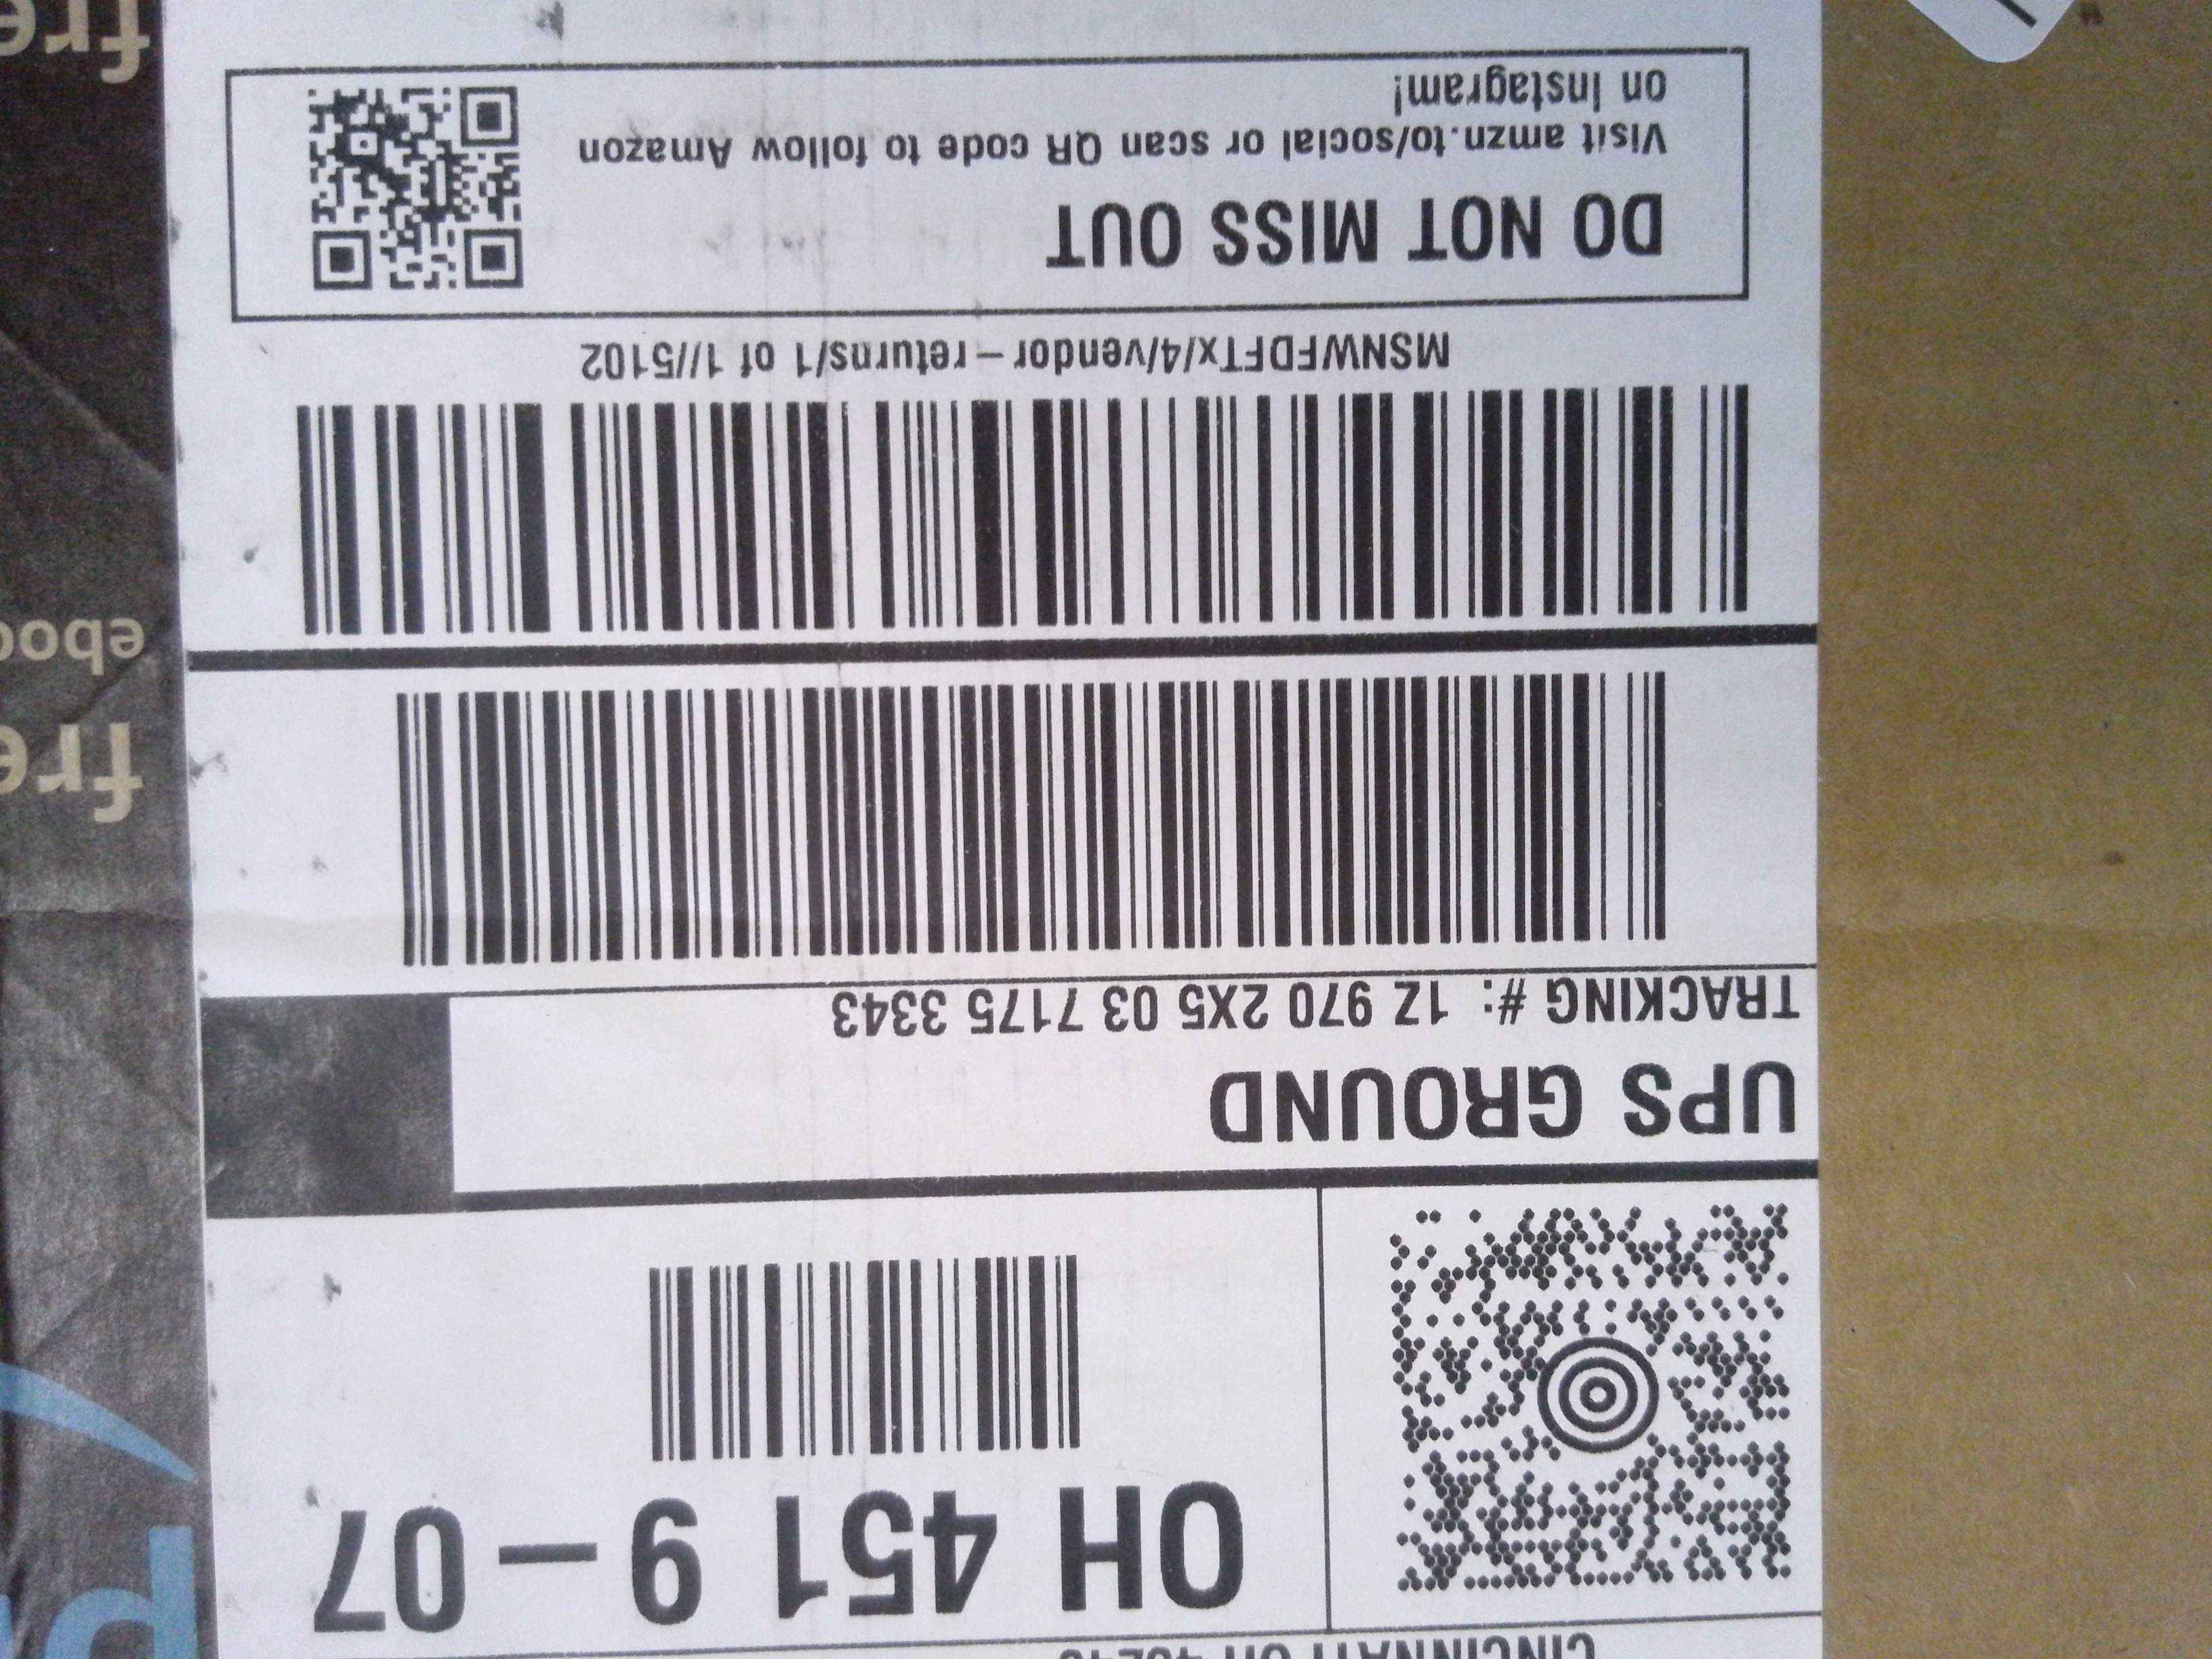 CINCINNATI OH
OH 451 9-07
UPS GROUND
TRACKING #: 1Z 970 2X5 03 7175 3343
MSNWFDFTx/4/vendor-returns/1 of 1//5102
DO NOT MISS OUT
Visit amzn.to/social or scan QR code to follow Amazon
on Instagram!